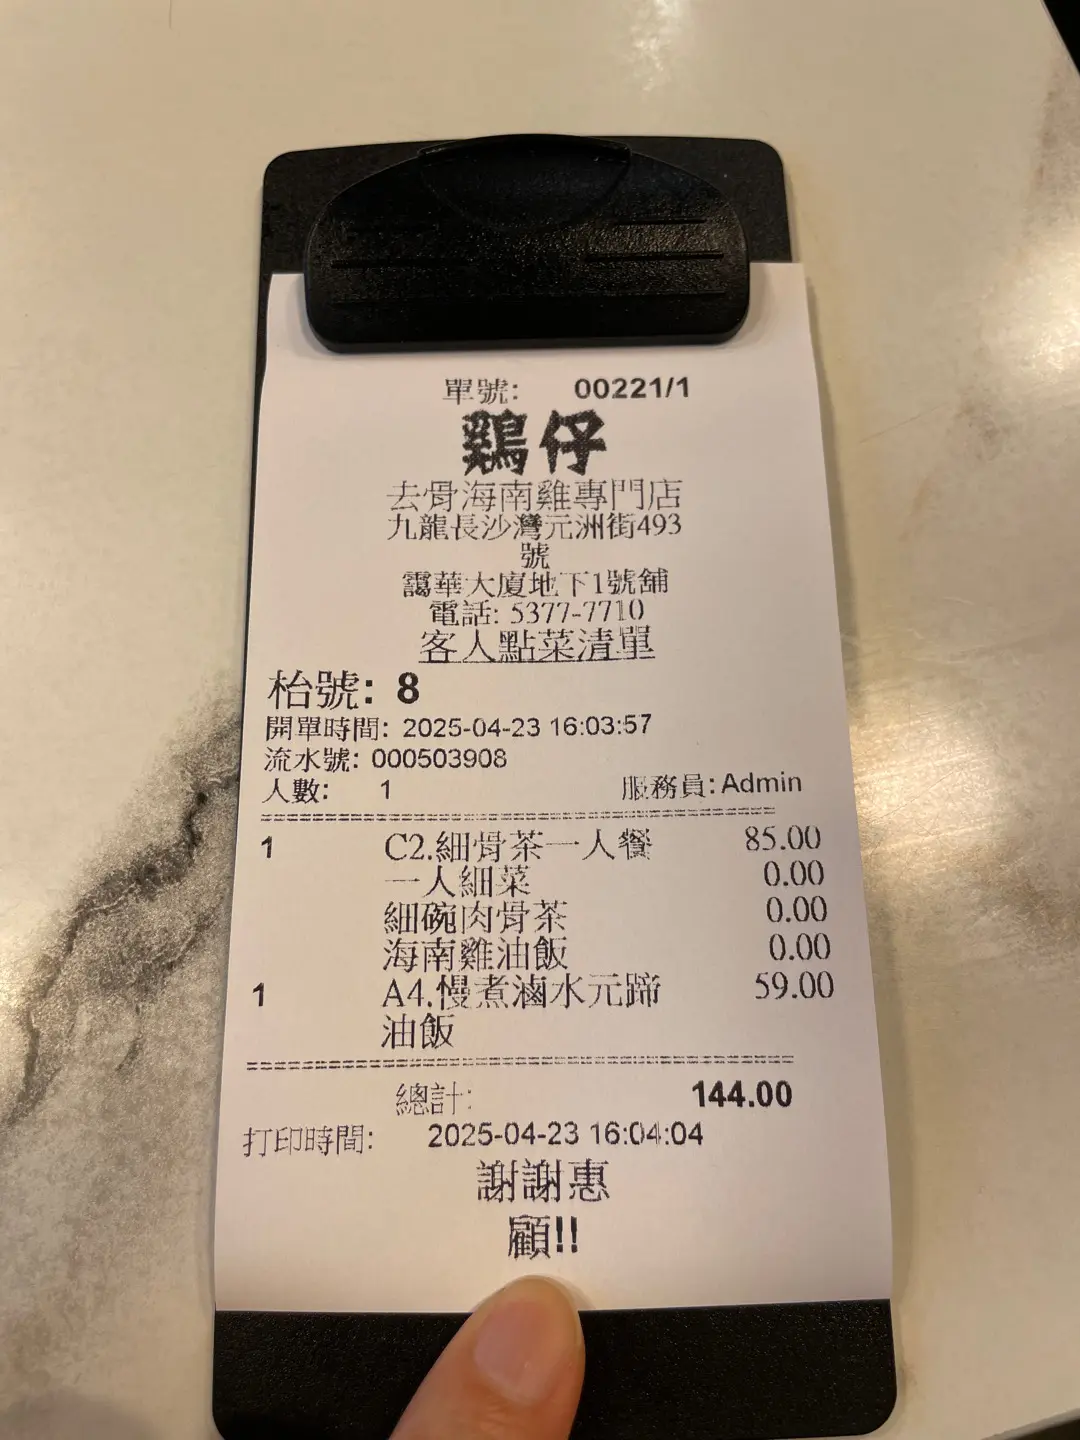 單號: 00221/1
鷄仔
去骨海南雞專門店
九龍長沙灣元洲街493
號
靄華大廈地下1號舖
電話: 5377-7710
客人點菜清單
枱號: 8
開單時間: 2025-04-23 16:03:57
流水號: 000503908
人數: 1 服務員:Admin
1 C2.細骨茶一人餐 85.00
一人細菜 0.00
細碗肉骨茶 0.00
海南雞油飯 0.00
1 A4.慢煮滷水元蹄 59.00
油飯
總計: 144.00
打印時間: 2025-04-23 16:04:04
謝謝惠
顧!!